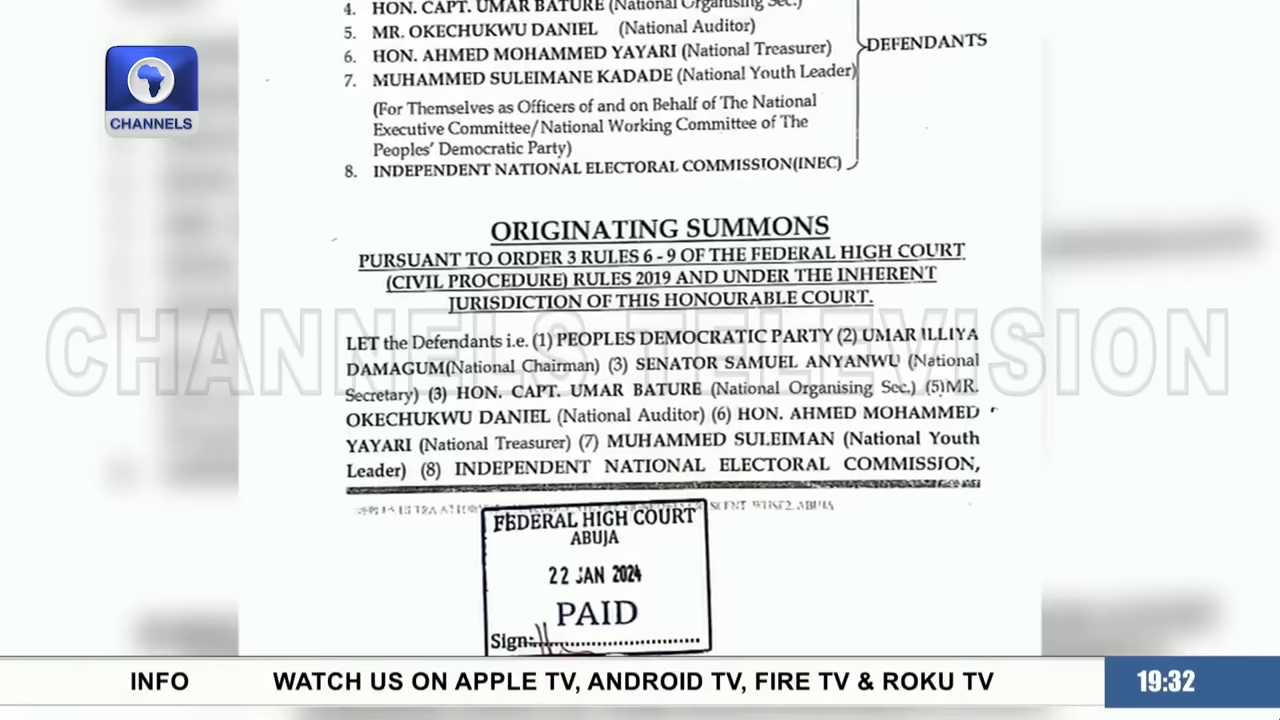 4. HON. CAPT. UMAR BATURE (National Organising Sec.)
5. MR. OKECHUKWU DANIEL (National Auditor)
6. HON. AHMED MOHAMMED YAYARI (National Treasurer)
7. MUHAMMED SULEIMANE KADADE (National Youth Leader)
DEFENDANTS
(For Themselves as Officers of and on Behalf of The National
Executive Committee/National Working Committee of The
Peoples' Democratic Party)
8. INDEPENDENT NATIONAL ELECTORAL COMMISSION(INEC)
CHANNELS
ORIGINATING SUMMONS
PURSUANT TO ORDER 3 RULES 6 - 9 OF THE FEDERAL HIGH COURT
(CIVIL PROCEDURE) RULES 2019 AND UNDER THE INHERENT
JURISDICTION OF THIS HONOURABLE COURT.
CHANNELS TELEVISION
LET the Defendants i.e. (1) PEOPLES DEMOCRATIC PARTY (2) UMAR ILLIYA
DAMAGUM(National Chairman) (3) SENATOR SAMUEL ANYANWU (National
Secretary) (3) HON. CAPT. UMAR BATURE (National Organising Sec.) (5)MR.
OKECHUKWU DANIEL (National Auditor) (6) HON. AHMED MOHAMMED
YAYARI (National Treasurer) (7) MUHAMMED SULEIMAN (National Youth
Leader) (8) INDEPENDENT NATIONAL ELECTORAL COMMISSION,
FEDERAL HIGH COURT
ABUJA
22 JAN 2024
PAID
Sign:
INFO WATCH US ON APPLE TV, ANDROID TV, FIRE TV & ROKU TV 19:32